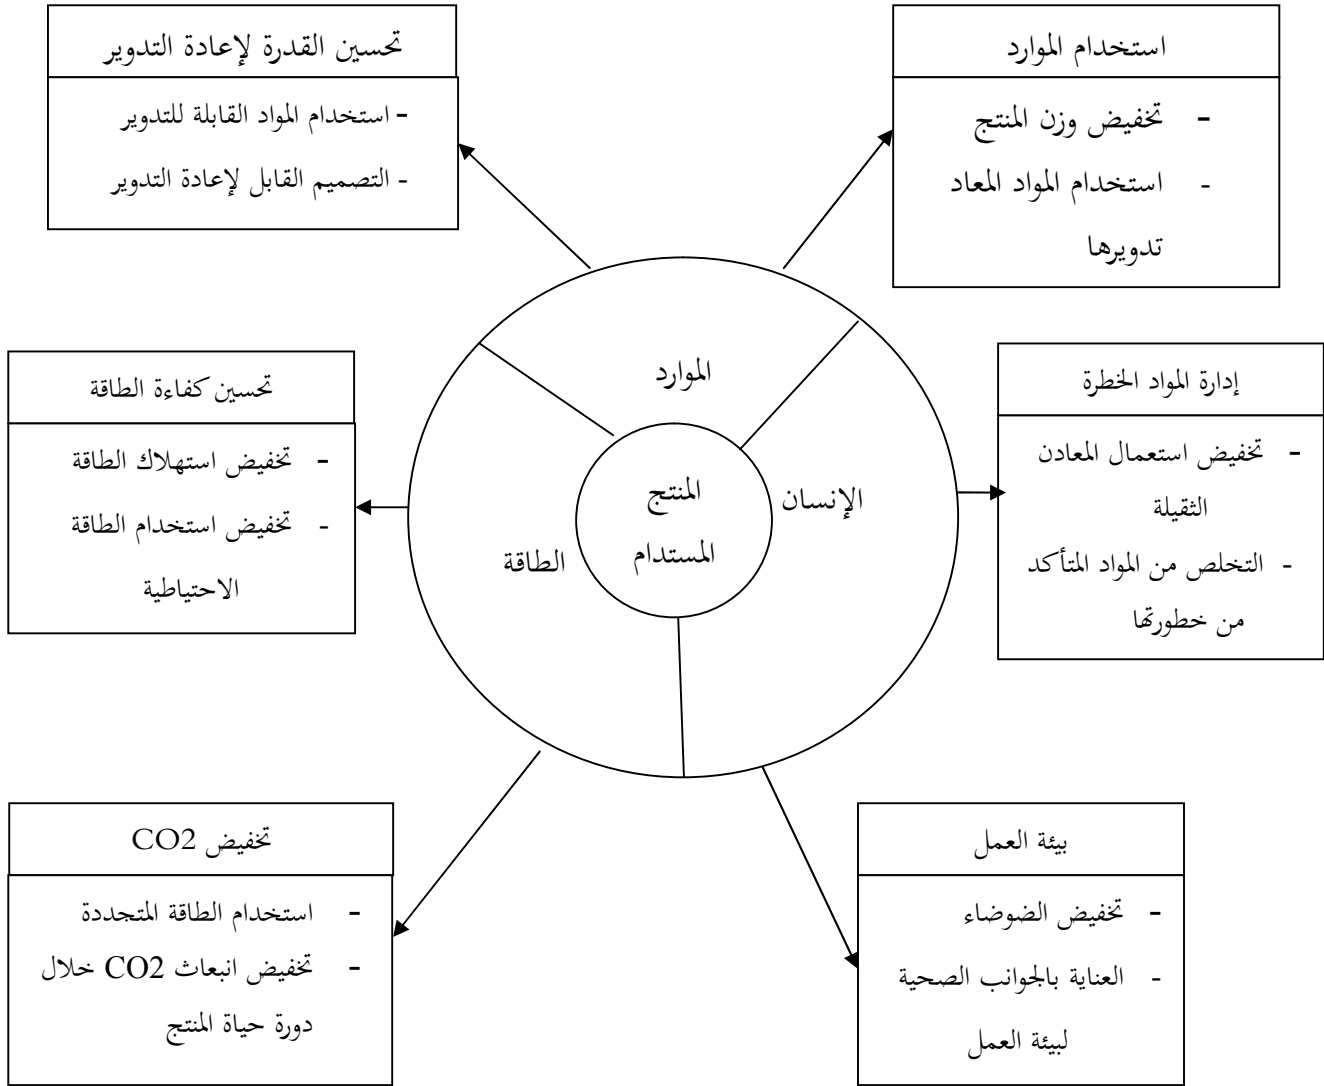 استخدام الموارد
- تخفيض وزن المنتج
- استخدام المواد المعاد
تدويرها
تحسين القدرة لإعادة التدوير
- استخدام المواد القابلة للتدوير
- التصميم القابل لإعادة التدوير
إدارة المواد الخطرة
- تخفيض استعمال المعادن
الثقيلة
- التخلص من المواد المتأكد
من خطورتها
الموارد
الإنسان
المنتج
المستدام
الطاقة
تحسين كفاءة الطاقة
- تخفيض استهلاك الطاقة
- تخفيض استخدام الطاقة
الاحتياطية
بيئة العمل
- تخفيض الضوضاء
- العناية بالجوانب الصحية
لبيئة العمل
تخفيض CO2
- استخدام الطاقة المتجددة
- تخفيض انبعاث CO2 خلال
دورة حياة المنتج